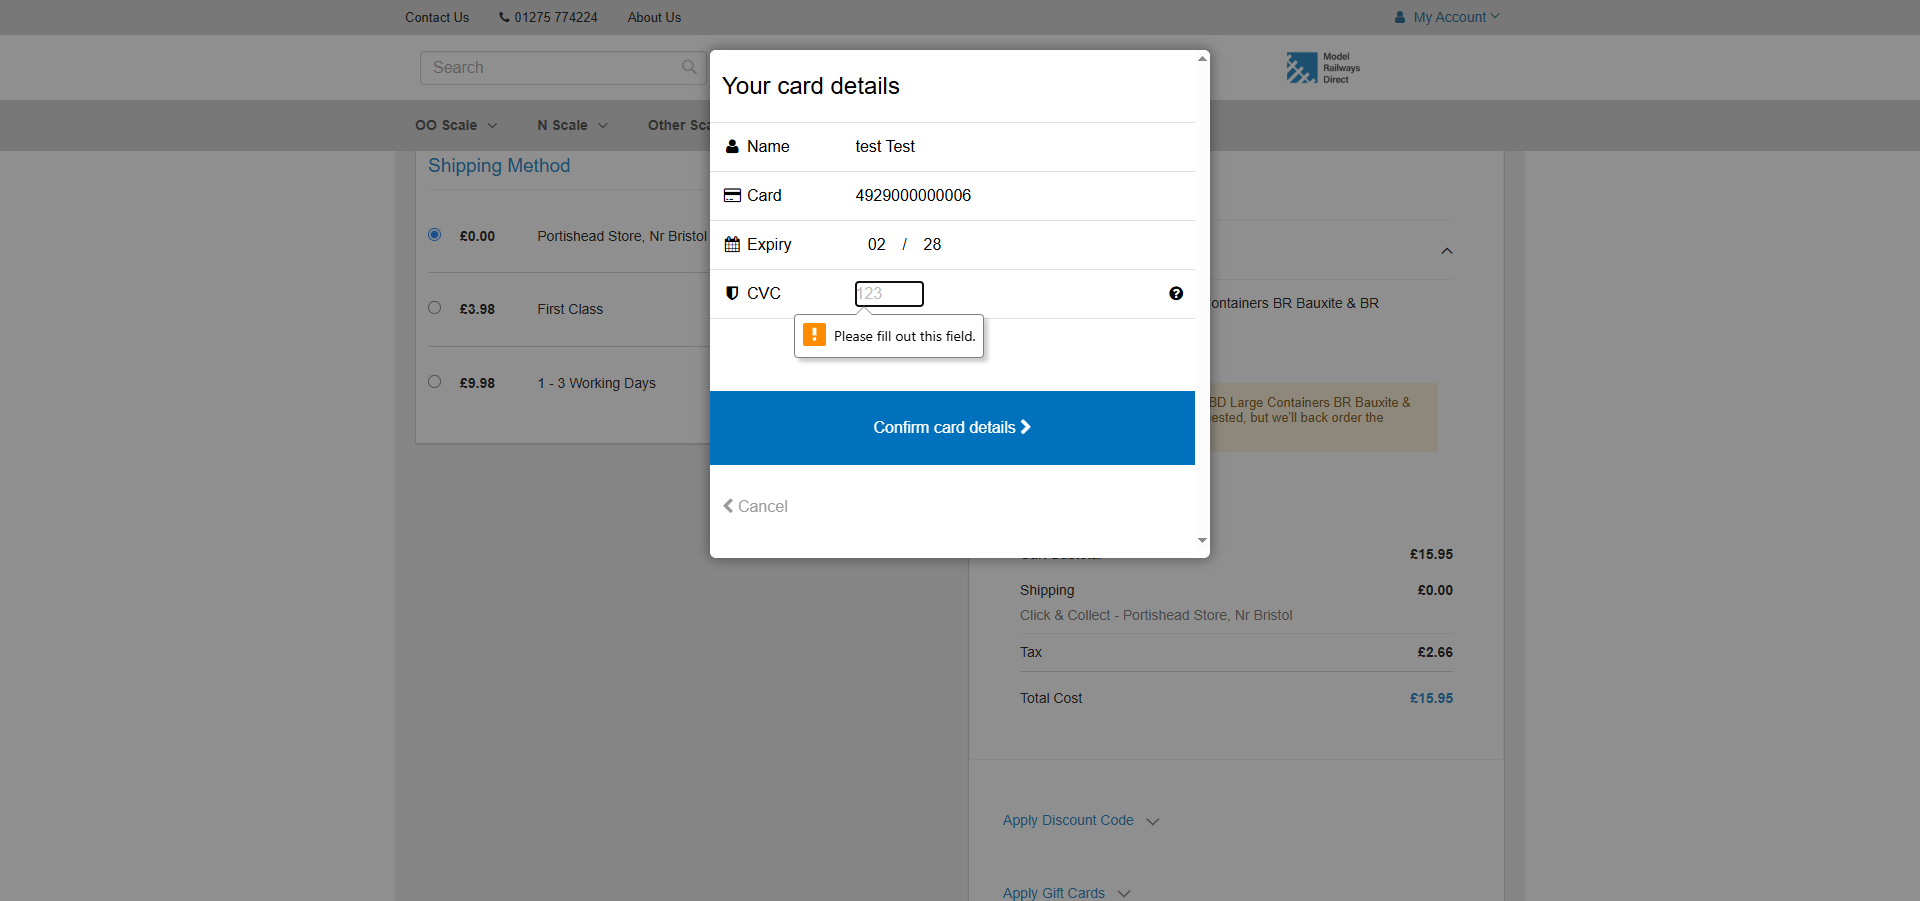 Contact Us
01275 774224
About Us
My Account
Search
Model
Railways
Direct
OO Scale
N Scale
Other
Shipping Method
£0.00
Portishead Store, Nr Bristol
£3.98
First Class
£9.98
1 - 3 Working Days
Your card details
Name
test Test
Card
4929000000006
Expiry
02 / 28
CVC
123
Please fill out this field.
Confirm card details
Cancel
ontainers BR Bauxite & BR
BD Large Containers BR Bauxite &
ested, but we'll back order the
£15.95
Shipping
£0.00
Click & Collect - Portishead Store, Nr Bristol
Tax
£2.66
Total Cost
£15.95
Apply Discount Code
Apply Gift Cards